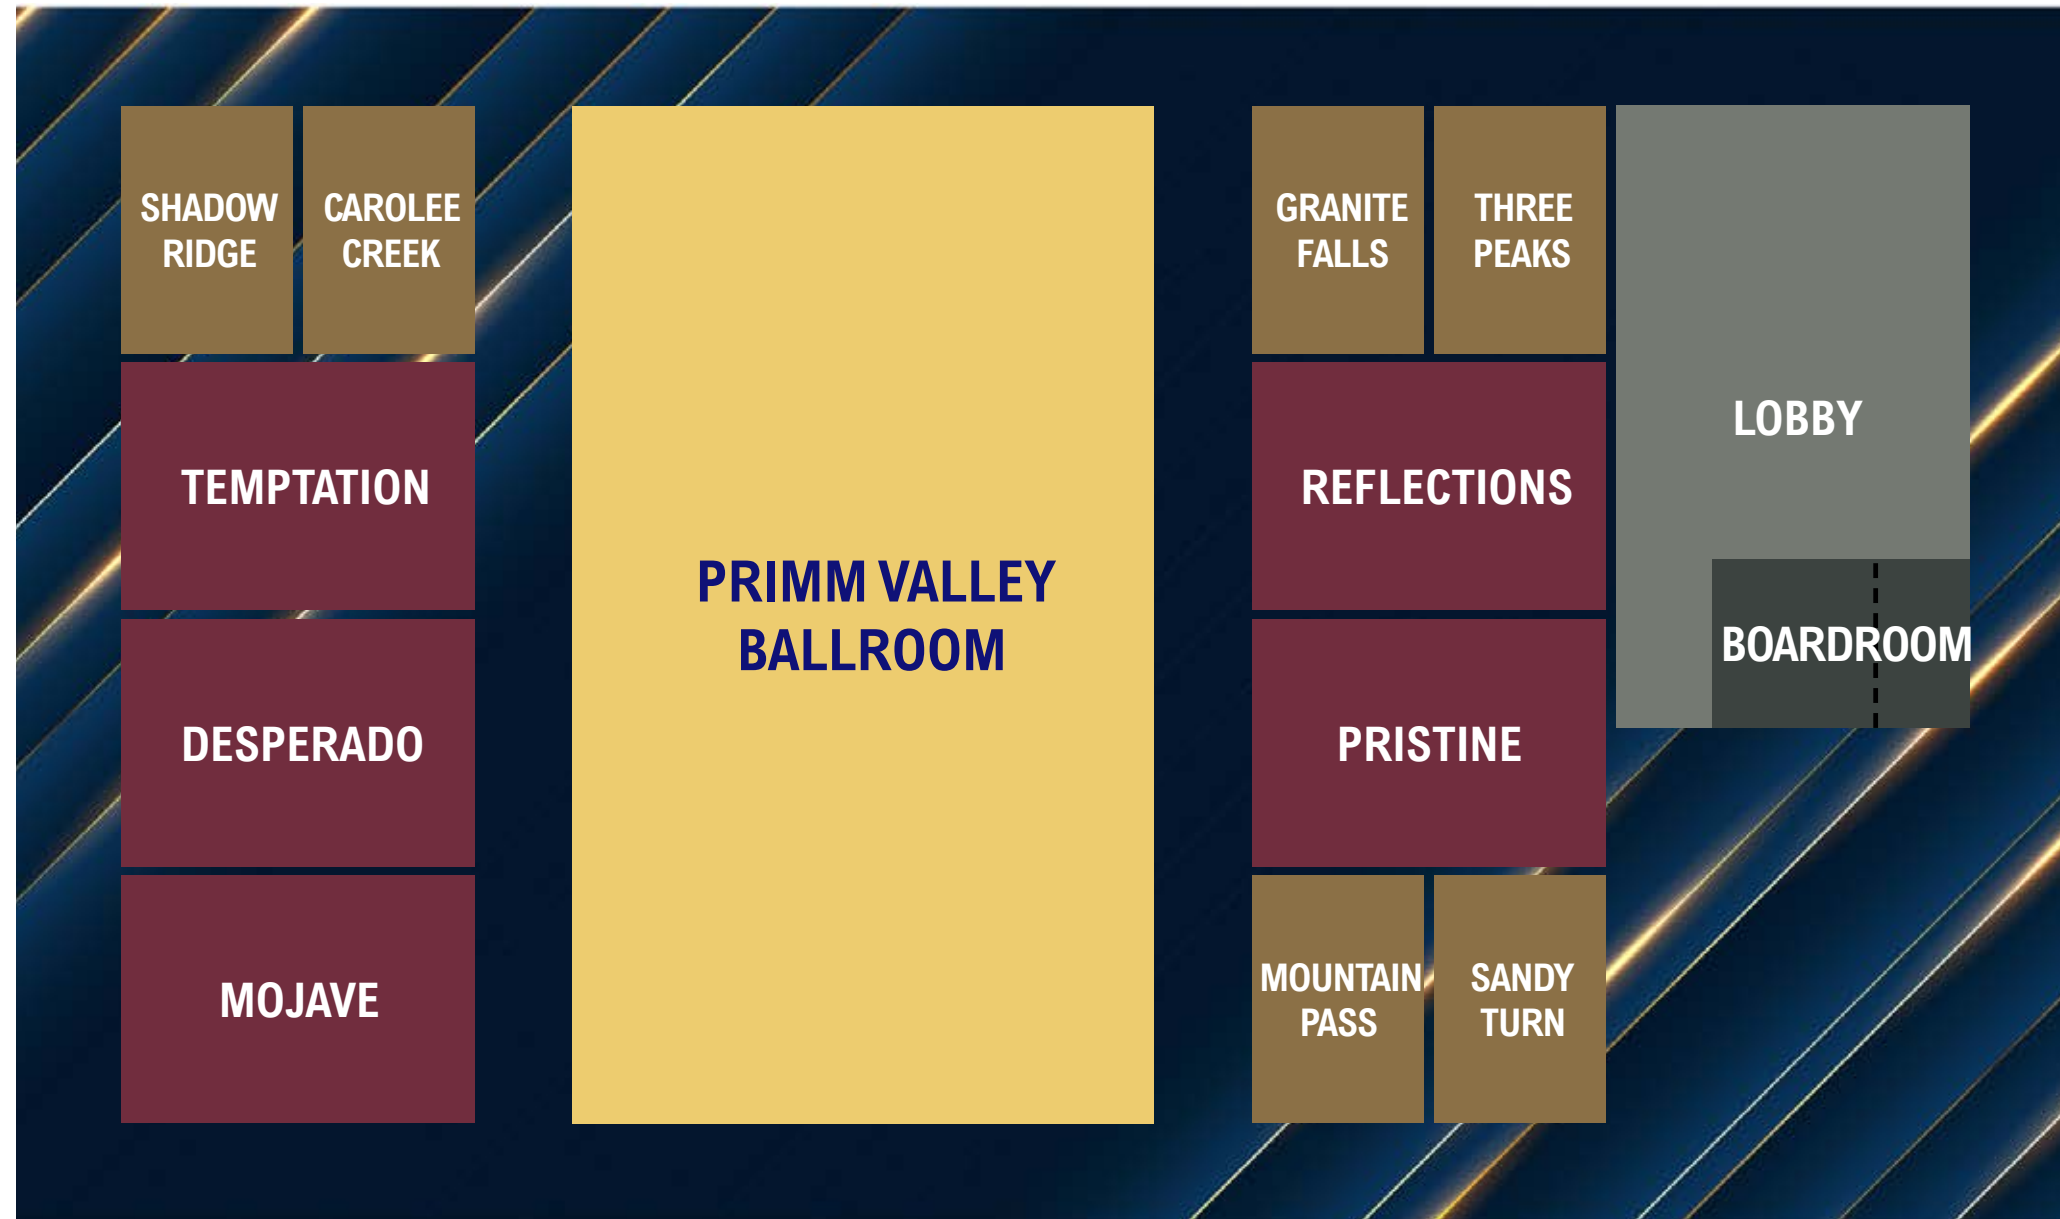 SHADOW
RIDGE
CAROLEE
CREEK
TEMPTATION
DESPERADO
MOJAVE
PRIMM VALLEY
BALLROOM
GRANITE
FALLS
THREE
PEAKS
REFLECTIONS
PRISTINE
MOUNTAIN
PASS
SANDY
TURN
LOBBY
BOARDROOM